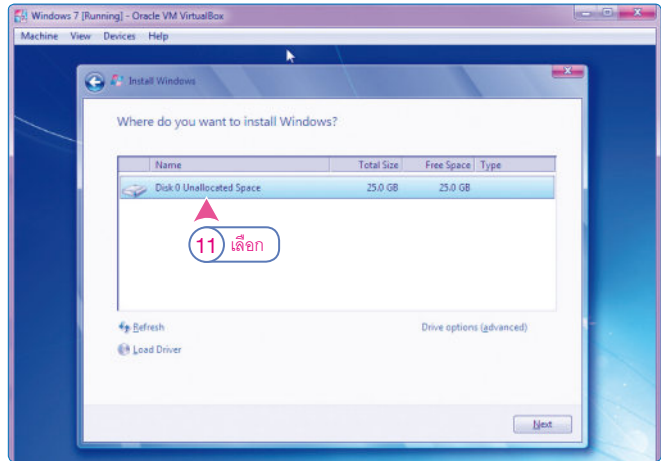 Windows 7 [Running] - Oracle VM VirtualBox
Machine View Devices Help
Install Windows
Where do you want to install Windows?
Name Total Size Free Space Type
Disk 0 Unallocated Space 25.0 GB 25.0 GB
11 เลือก
Refresh Drive options (advanced)
Load Driver
Next